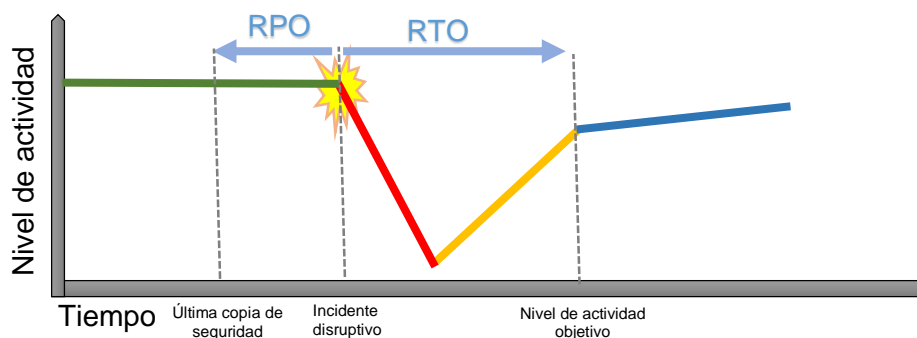 RPO
RTO
Nivel de actividad
Tiempo
Última copia de
seguridad
Incidente
disruptivo
Nivel de actividad
objetivo